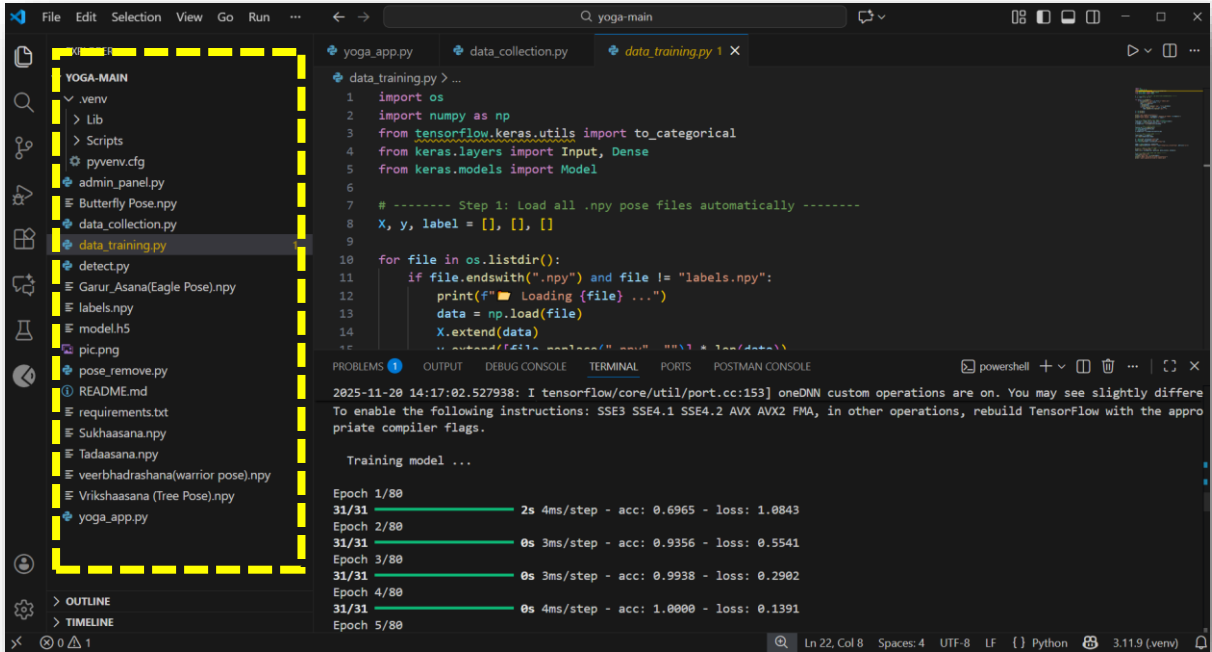 File Edit Selection View Go Run ··· yoga-main
YOGA-MAIN
.venv
Lib
Scripts
pyvenv.cfg
admin_panel.py
Butterfly Pose.npy
data_collection.py
data_training.py 1
detect.py
Garur_Asana(Eagle Pose).npy
labels.npy
model.h5
pic.png
pose_remove.py
README.md
requirements.txt
Sukhaasana.npy
Tadaasana.npy
veerbhadrashana(warrior pose).npy
Vrikshaasana (Tree Pose).npy
yoga_app.py
OUTLINE
TIMELINE
yoga_app.py data_collection.py data_training.py 1
data_training.py > ...
1 import os
2 import numpy as np
3 from tensorflow.keras.utils import to_categorical
4 from keras.layers import Input, Dense
5 from keras.models import Model
6
7 # -------- Step 1: Load all .npy pose files automatically --------
8 X, y, label = [], [], []
9
10 for file in os.listdir():
11 if file.endswith(".npy") and file != "labels.npy":
12 print(f"📂 Loading {file} ...")
13 data = np.load(file)
14 X.extend(data)
PROBLEMS 1 OUTPUT DEBUG CONSOLE TERMINAL PORTS POSTMAN CONSOLE powershell
2025-11-20 14:17:02.527938: I tensorflow/core/util/port.cc:153] oneDNN custom operations are on. You may see slightly differe
To enable the following instructions: SSE3 SSE4.1 SSE4.2 AVX AVX2 FMA, in other operations, rebuild TensorFlow with the appro
priate compiler flags.
Training model ...
Epoch 1/80
31/31 2s 4ms/step - acc: 0.6965 - loss: 1.0843
Epoch 2/80
31/31 0s 3ms/step - acc: 0.9356 - loss: 0.5541
Epoch 3/80
31/31 0s 3ms/step - acc: 0.9938 - loss: 0.2902
Epoch 4/80
31/31 0s 4ms/step - acc: 1.0000 - loss: 0.1391
Epoch 5/80
0 1 Ln 22, Col 8 Spaces: 4 UTF-8 LF {} Python 3.11.9 (.venv)